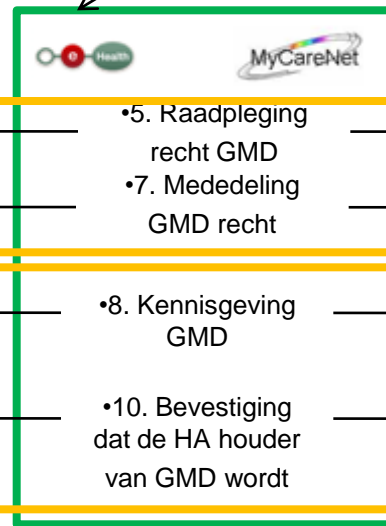 e Health
MyCareNet
•5. Raadpleging
recht GMD
•7. Mededeling
GMD recht
•8. Kennisgeving
GMD
•10. Bevestiging
dat de HA houder
van GMD wordt